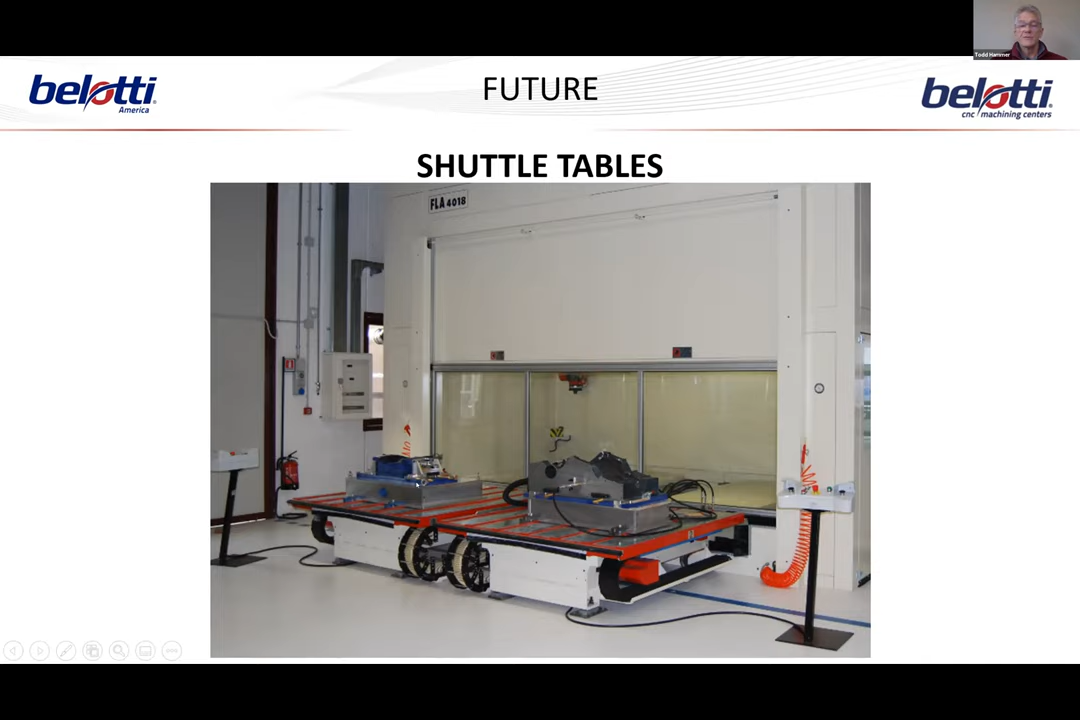 Todd Hammer
belotti
America
FUTURE
belotti
cnc machining centers
SHUTTLE TABLES
FLA 4018